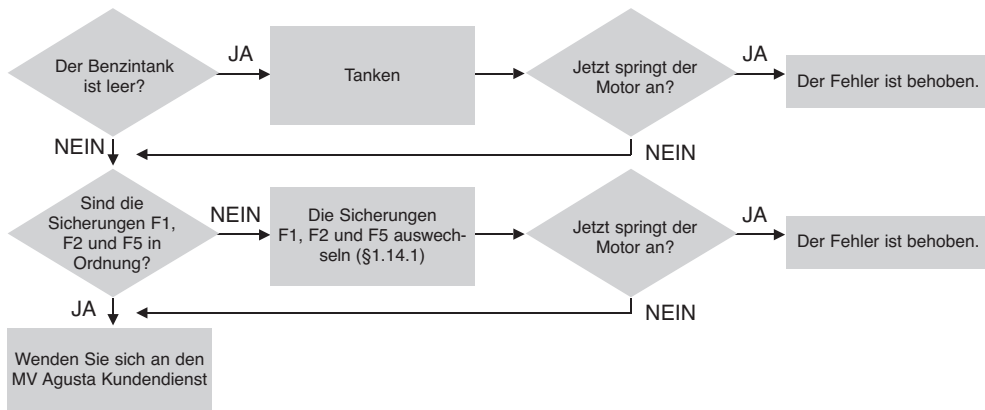 Der Benzintank
ist leer?
JA
Tanken
Jetzt springt der
Motor an?
JA
Der Fehler ist behoben.
NEIN
NEIN
Sind die
Sicherungen F1,
F2 und F5 in
Ordnung?
NEIN
Die Sicherungen
F1, F2 und F5 auswech-
seln (§1.14.1)
Jetzt springt der
Motor an?
JA
Der Fehler ist behoben.
JA
NEIN
Wenden Sie sich an den
MV Agusta Kundendienst